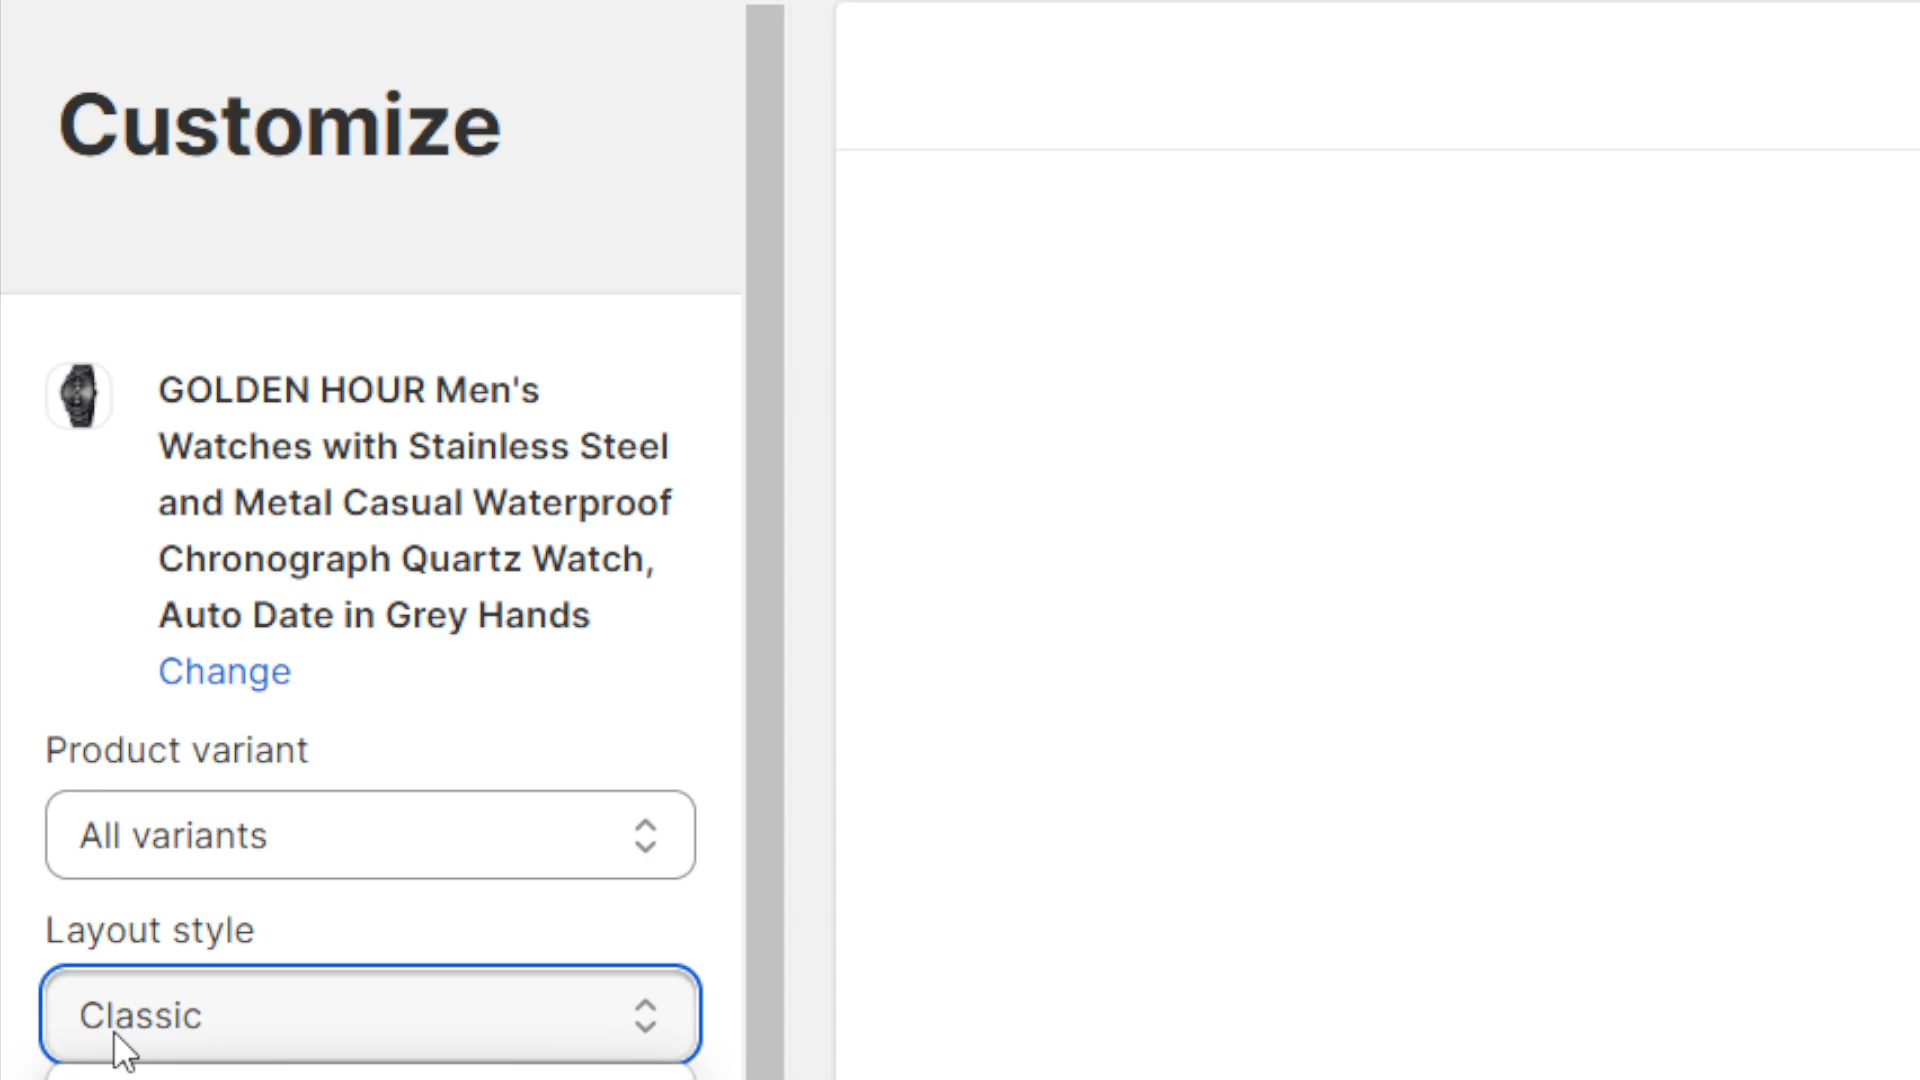 Customize
GOLDEN HOUR Men's
Watches with Stainless Steel
and Metal Casual Waterproof
Chronograph Quartz Watch,
Auto Date in Grey Hands
Change
Product variant
All variants
Layout style
Classic